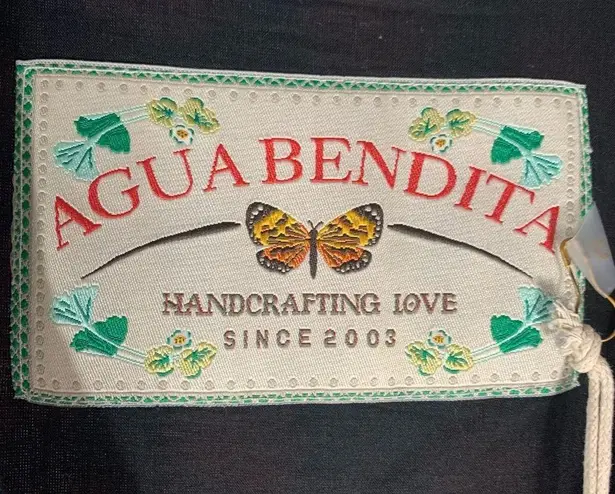 AGUA BENDITA
HANDCRAFTING LOVE
SINCE 2003